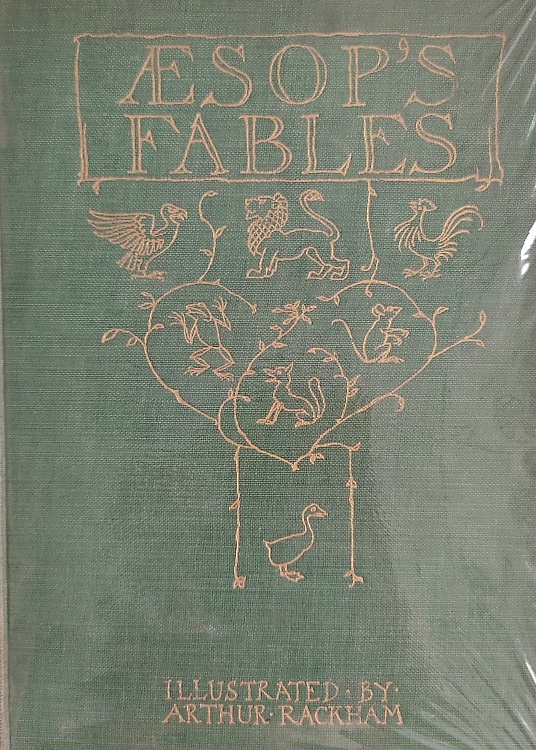 ÆSOP'S
FABLES
ILLUSTRATED · BY ·
ARTHUR · RACKHAM